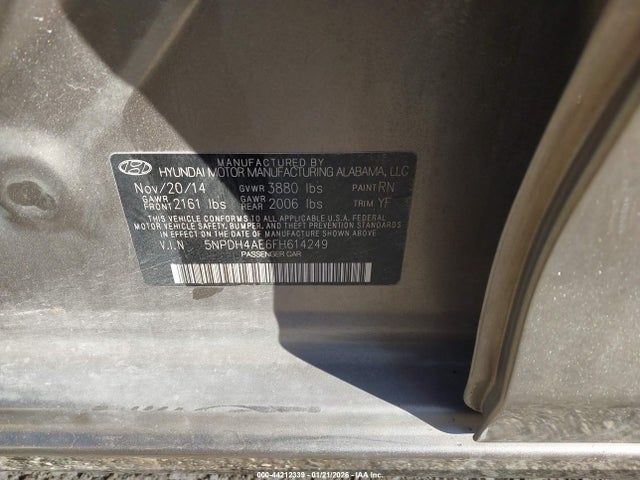 MANUFACTURED BY
HYUNDAI MOTOR MANUFACTURING ALABAMA, LLC
Nov/20/14 GVWR 3880 lbs PAINT RN
GAWR FRONT 2161 lbs GAWR REAR 2006 lbs TRIM YF
THIS VEHICLE CONFORMS TO ALL APPLICABLE U.S.A. FEDERAL
MOTOR VEHICLE SAFETY, BUMPER, AND THEFT PREVENTION STANDARDS
IN EFFECT ON THE DATE OF MANUFACTURE SHOWN ABOVE.
V.I.N 5NPDH4AE6FH614249
PASSENGER CAR
000-44212339 - 01/21/2026 - IAA Inc.